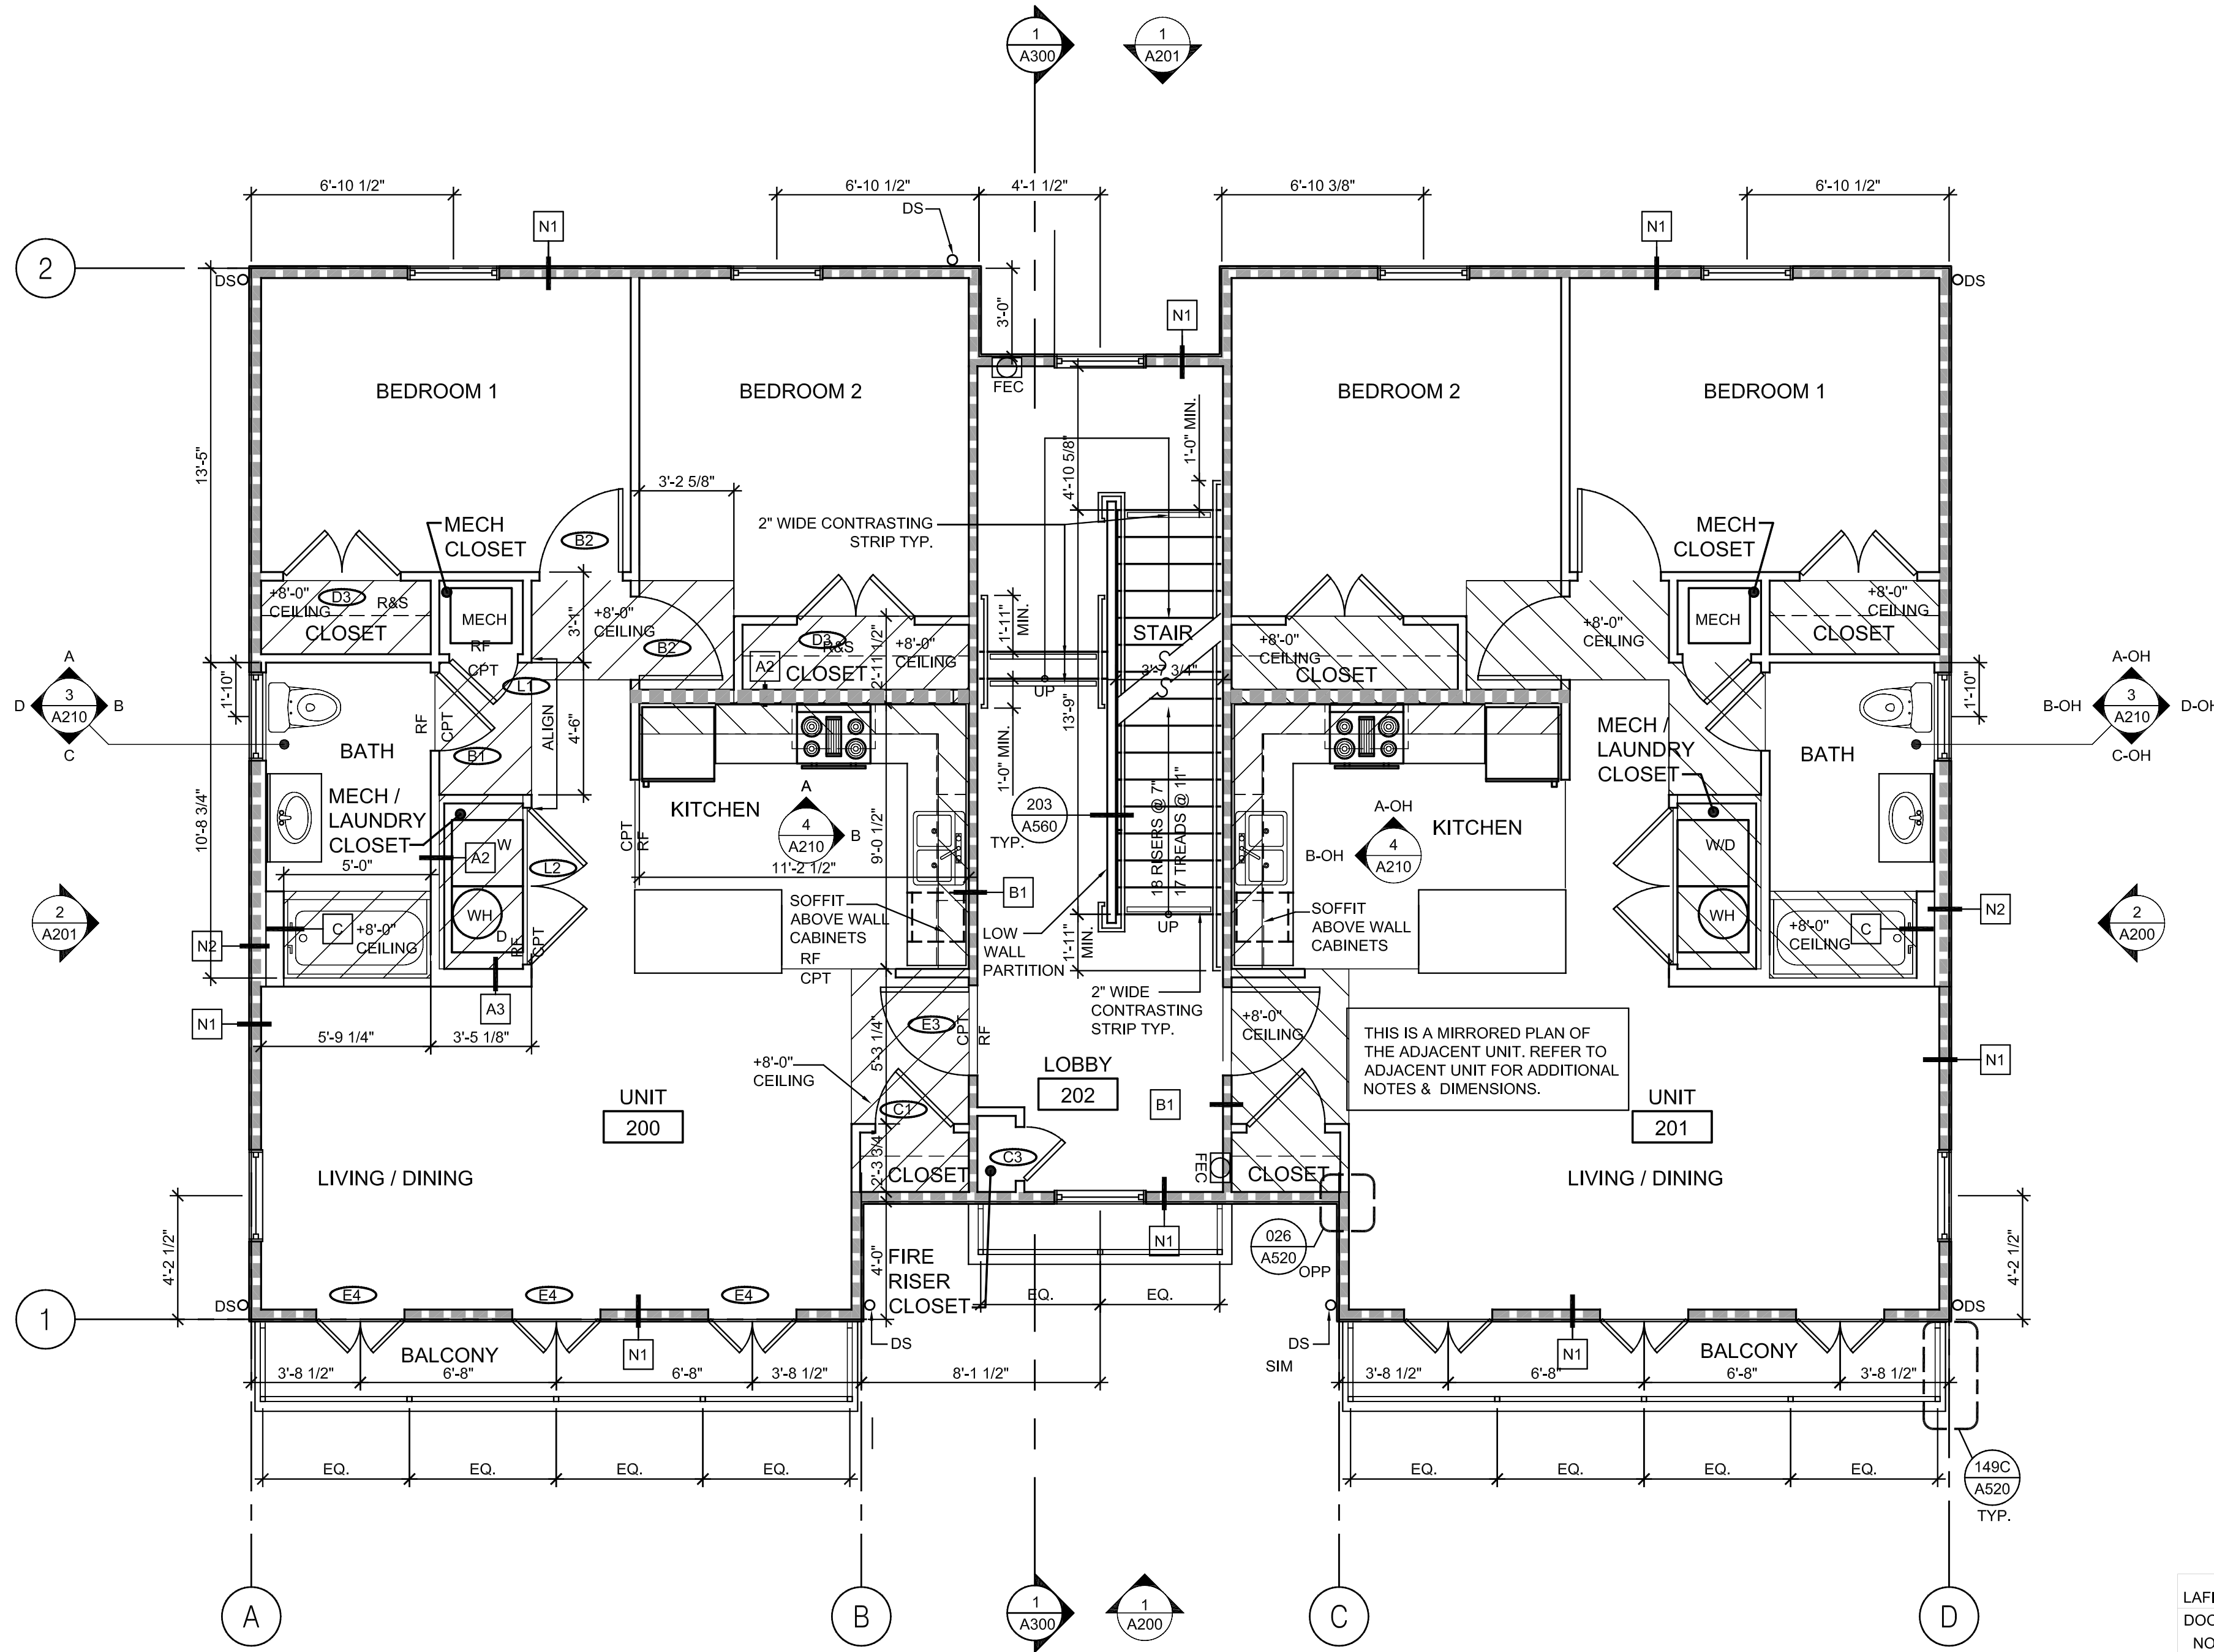 1
A300
1
A201
6'-10 1/2"
6'-10 1/2"
4'-1 1/2"
6'-10 3/8"
6'-10 1/2"
N1
DS
N1
2
DS
DS
3'-0"
N1
FEC
BEDROOM 1
BEDROOM 2
BEDROOM 2
BEDROOM 1
13'-5"
4'-10 5/8"
1'-0" MIN.
3'-2 5/8"
MECH
CLOSET
B2
2" WIDE CONTRASTING
STRIP TYP.
MECH
CLOSET
+8'-0"
CEILING
D3
R&S
CLOSET
MECH
RF
CPT
3'-1"
+8'-0"
CEILING
B2
D3
R&S
+8'-0"
CEILING
CLOSET
A2
2'-11 1/2"
1'-11"
MIN.
STAIR
3'-7 3/4"
UP
13'-9"
+8'-0"
CEILING
CLOSET
+8'-0"
CEILING
MECH
+8'-0"
CEILING
CLOSET
A
D
3
A210
B
C
1'-10"
L1
RF
CPT
ALIGN
4'-6"
BATH
B1
1'-0" MIN.
MECH /
LAUNDRY
CLOSET
BATH
1'-10"
A-OH
B-OH
3
A210
D-OH
C-OH
10'-8 3/4"
MECH /
LAUNDRY
CLOSET
5'-0"
A2
W
L2
CPT
RF
KITCHEN
A
4
A210
B
11'-2 1/2"
9'-0 1/2"
203
A560
TYP.
18 RISERS @ 7"
17 TREADS @ 11"
A-OH
B-OH
4
A210
KITCHEN
W/D
2
A201
N2
C
+8'-0"
CEILING
WH
D
RF
CPT
SOFFIT
ABOVE WALL
CABINETS
RF
CPT
B1
LOW
WALL
PARTITION
1'-11"
MIN.
UP
SOFFIT
ABOVE WALL
CABINETS
WH
+8'-0"
CEILING
C
N2
2
A200
N1
5'-9 1/4"
A3
3'-5 1/8"
2" WIDE
CONTRASTING
STRIP TYP.
E3
CPT
RF
5'-3 1/4"
+8'-0"
CEILING
+8'-0"
CEILING
THIS IS A MIRRORED PLAN OF
THE ADJACENT UNIT. REFER TO
ADJACENT UNIT FOR ADDITIONAL
NOTES & DIMENSIONS.
N1
UNIT
200
C1
LOBBY
202
B1
UNIT
201
LIVING / DINING
2'-3 3/4"
CLOSET
C3
FEC
CLOSET
LIVING / DINING
4'-2 1/2"
4'-0"
FIRE
RISER
CLOSET
N1
026
A520
OPP
4'-2 1/2"
1
DS
E4
E4
E4
EQ.
EQ.
DS
BALCONY
N1
DS
DS
SIM
N1
BALCONY
3'-8 1/2"
6'-8"
6'-8"
3'-8 1/2"
8'-1 1/2"
3'-8 1/2"
6'-8"
6'-8"
3'-8 1/2"
EQ.
EQ.
EQ.
EQ.
EQ.
EQ.
EQ.
EQ.
149C
A520
TYP.
A
B
1
A300
1
A200
C
D